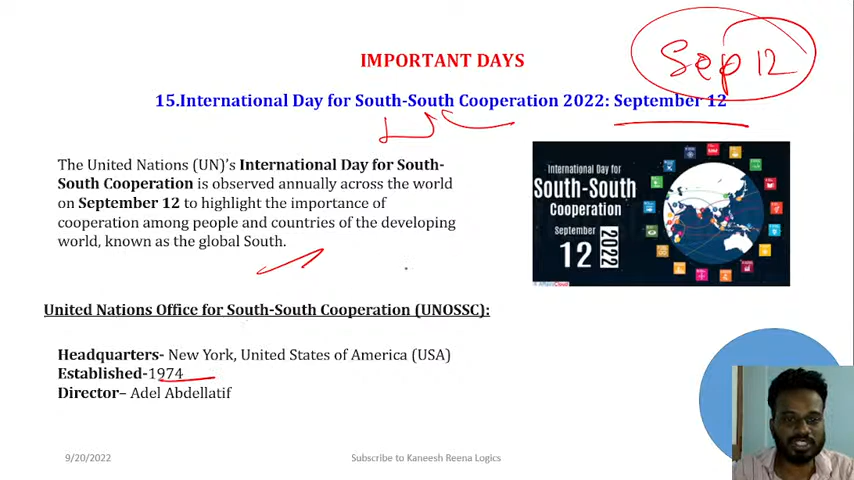 IMPORTANT DAYS
Sep 12
15.International Day for South-South Cooperation 2022: September 12
The United Nations (UN)'s International Day for South-
South Cooperation is observed annually across the world
on September 12 to highlight the importance of
cooperation among people and countries of the developing
world, known as the global South.
International Day for
South-South
Cooperation
September
12
2022
AffairsCloud
United Nations Office for South-South Cooperation (UNOSSC):
Headquarters- New York, United States of America (USA)
Established-1974
Director– Adel Abdellatif
9/20/2022
Subscribe to Kaneesh Reena Logics